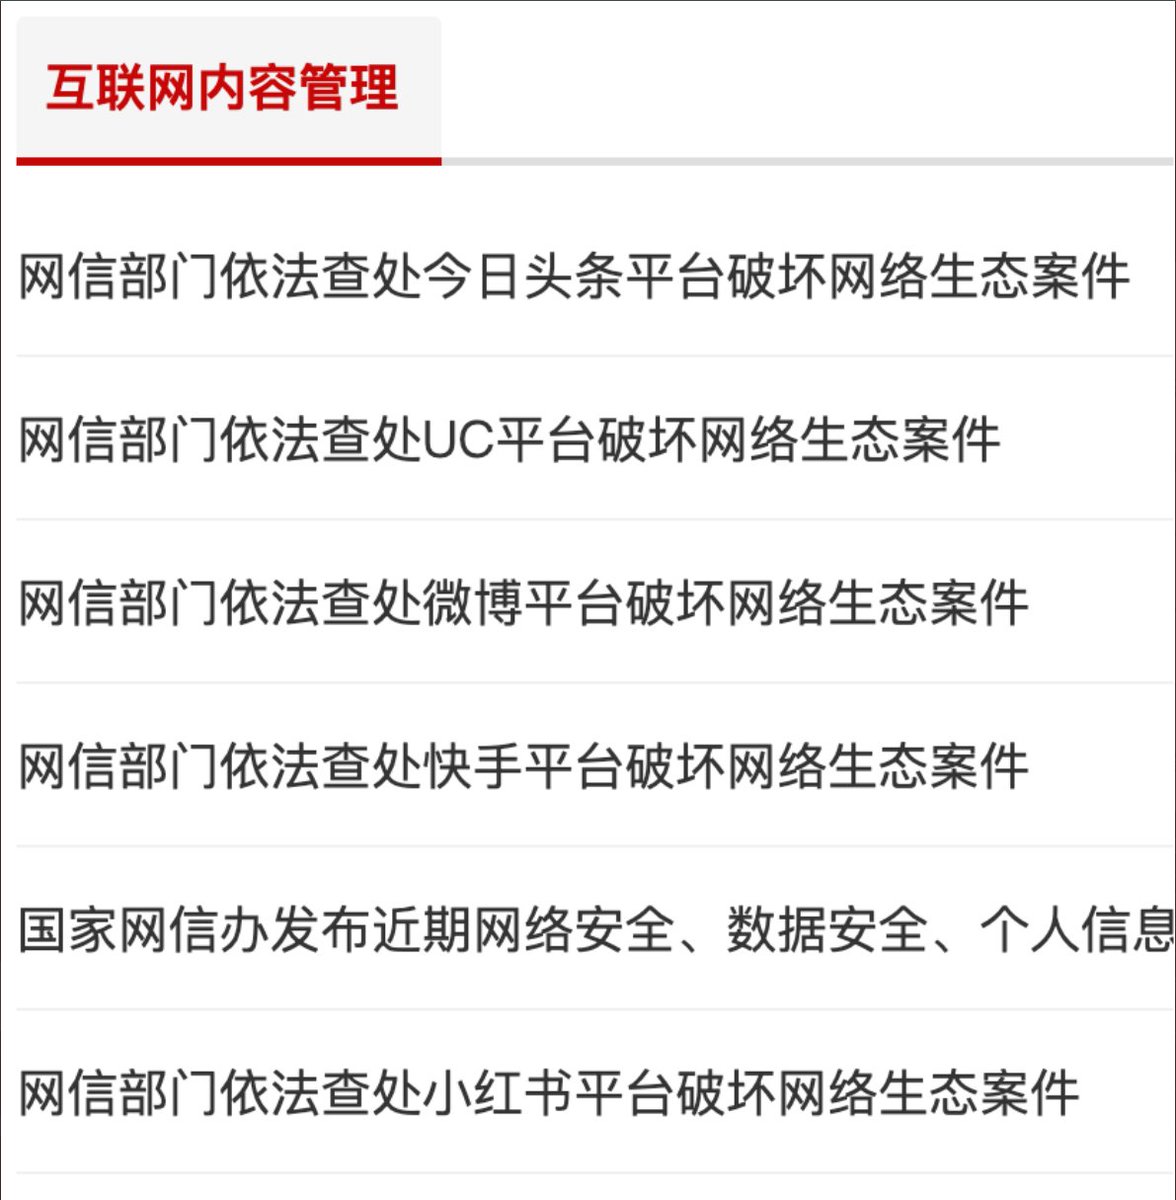 互联网内容管理
网信部门依法查处今日头条平台破坏网络生态案件
网信部门依法查处UC平台破坏网络生态案件
网信部门依法查处微博平台破坏网络生态案件
网信部门依法查处快手平台破坏网络生态案件
国家网信办发布近期网络安全、数据安全、个人信息
网信部门依法查处小红书平台破坏网络生态案件